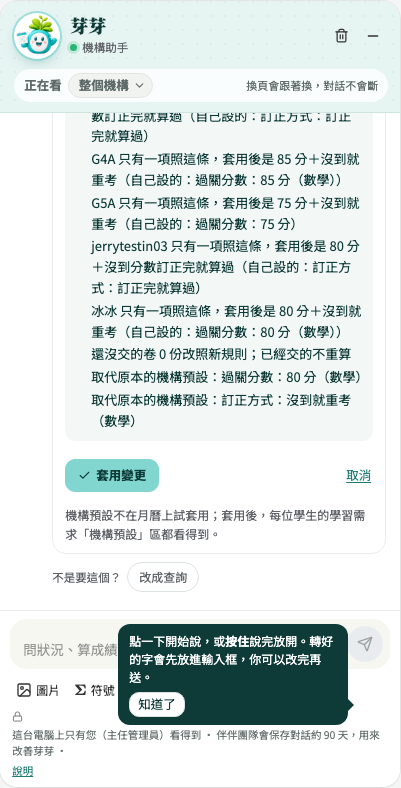 芽芽
機構助手
正在看 整個機構 換頁會跟著換，對話不會斷
數訂正完就算過（自己設的：訂正方式：訂正
完就算過）
G4A 只有一項照這條，套用後是 85 分＋沒到就
重考（自己設的：過關分數：85 分（數學））
G5A 只有一項照這條，套用後是 75 分＋沒到就
重考（自己設的：過關分數：75 分）
jerrytestin03 只有一項照這條，套用後是 80 分
＋沒到分數訂正完就算過（自己設的：訂正方
式：訂正完就算過）
冰冰 只有一項照這條，套用後是 80 分＋沒到就
重考（自己設的：過關分數：80 分（數學））
還沒交的卷 0 份改照新規則；已經交的不重算
取代原本的機構預設：過關分數：80 分（數學）
取代原本的機構預設：訂正方式：沒到就重考
（數學）
套用變更 取消
機構預設不在月曆上試套用；套用後，每位學生的學習需
求「機構預設」區都看得到。
不是要這個？ 改成查詢
問狀況、算成績
點一下開始說，或按住說完放開。轉好
的字會先放進輸入框，你可以改完再
送。
知道了
圖片 符號
這台電腦上只有您（主任管理員）看得到 · 伴伴團隊會保存對話約 90 天，用來
改善芽芽 ·
說明